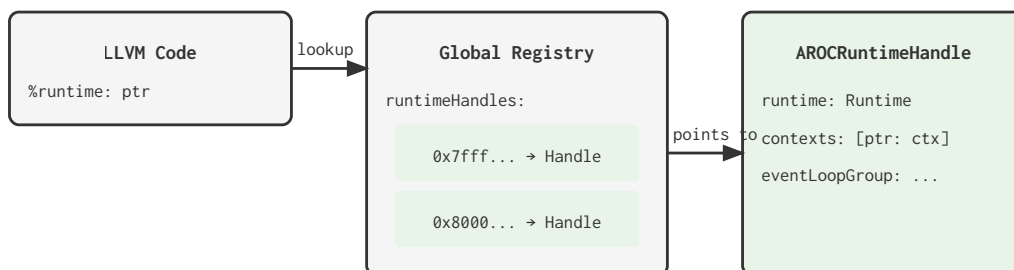 LLVM Code
%runtime: ptr
lookup
Global Registry
runtimeHandles:
0x7fff... → Handle
0x8000... → Handle
points to
AROCRuntimeHandle
runtime: Runtime
contexts: [ptr: ctx]
eventLoopGroup: ...